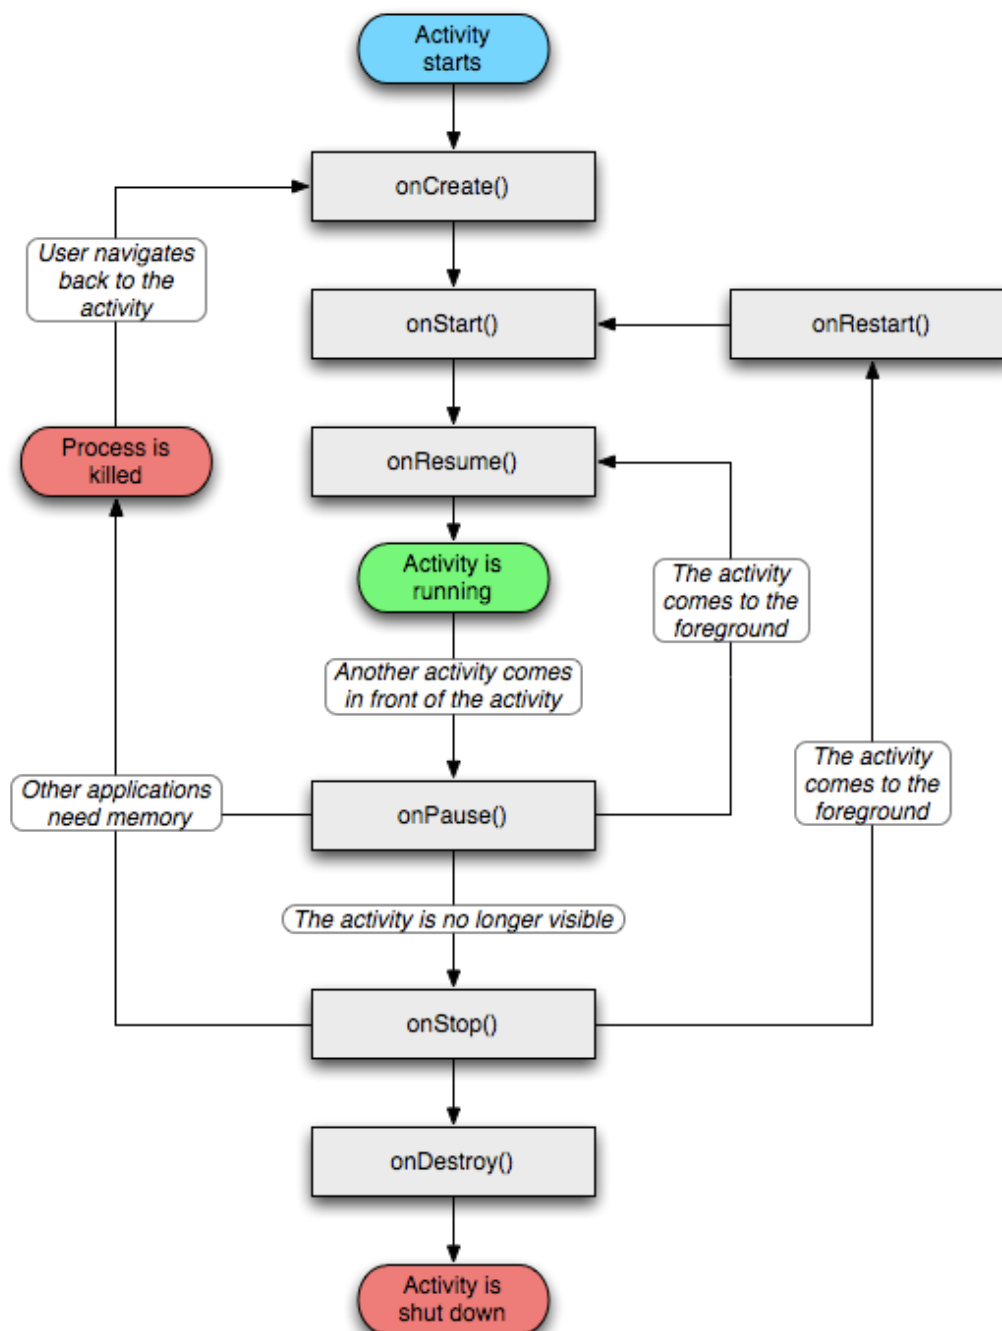 Activity
starts
onCreate()
User navigates
back to the
activity
onStart()
onRestart()
Process is
killed
onResume()
Activity is
running
The activity
comes to the
foreground
Another activity comes
in front of the activity
The activity
comes to the
foreground
Other applications
need memory
onPause()
The activity is no longer visible
onStop()
onDestroy()
Activity is
shut down